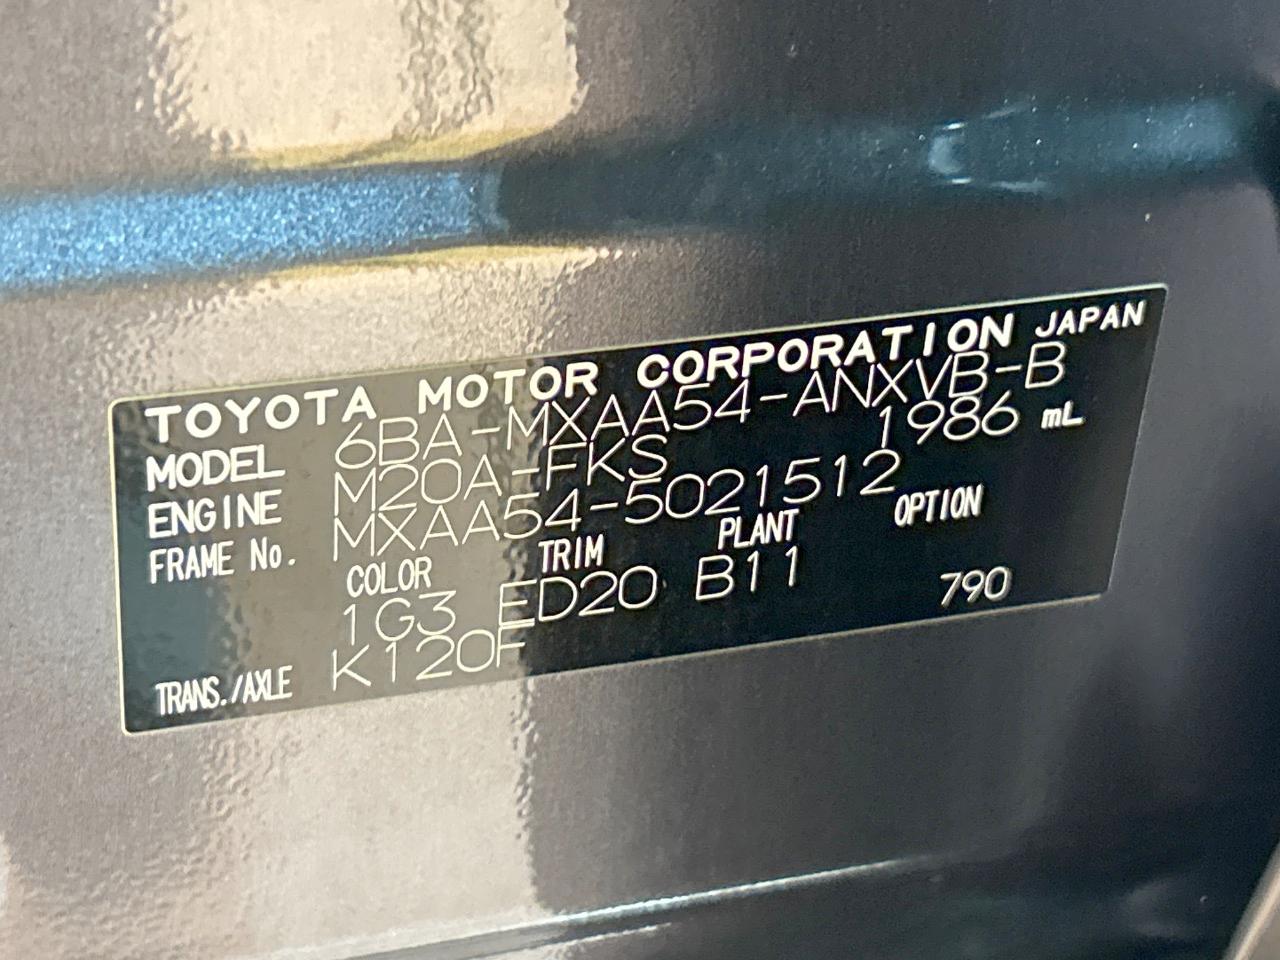 TOYOTA MOTOR CORPORATION JAPAN
MODEL 6BA-MXAA54-ANXVB-B
ENGINE M20A-FKS 1986 mL
FRAME No. MXAA54-5021512
COLOR TRIM PLANT OPTION
1G3 ED20 B11 790
TRANS./AXLE K120F